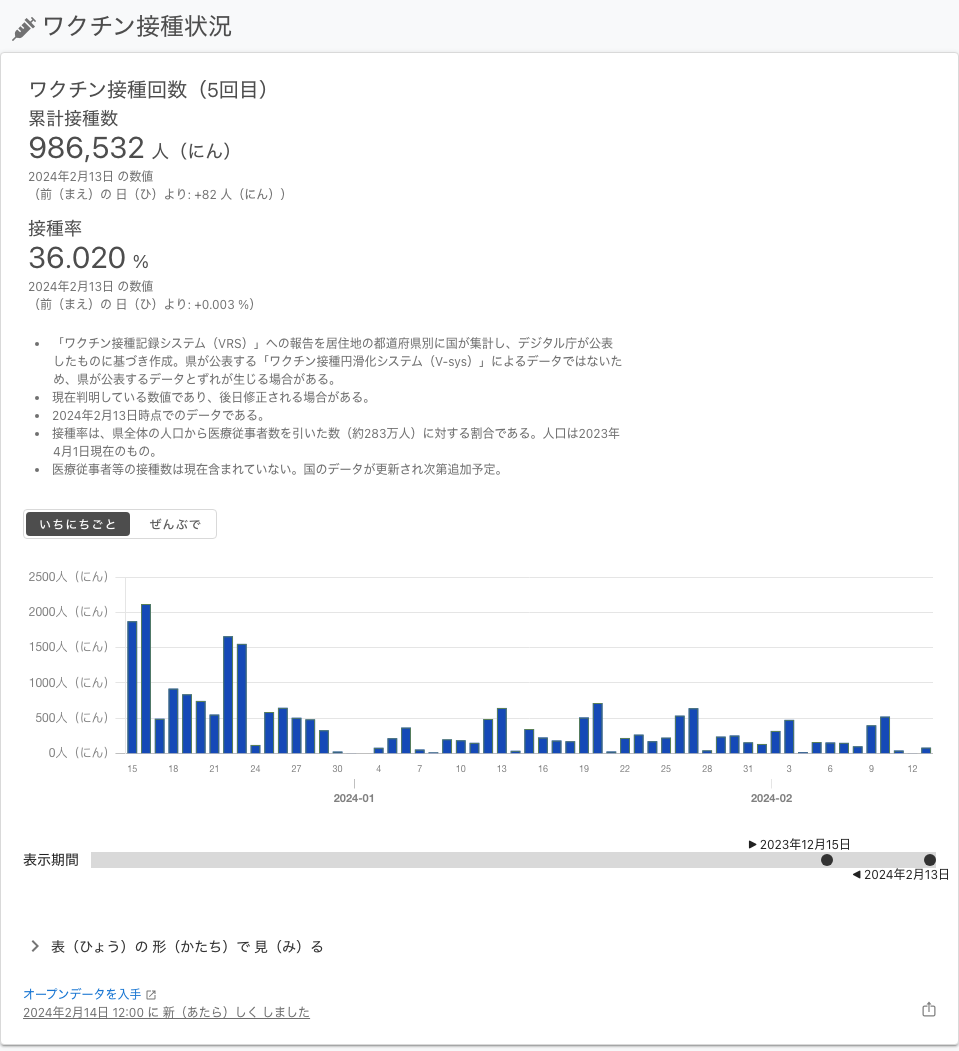 ワクチン接種状況
ワクチン接種回数（5回目）
累計接種数
986,532 人（にん）
2024年2月13日 の数値
（前（まえ）の 日（ひ）より: +82 人（にん））
接種率
36.020 %
2024年2月13日 の数値
（前（まえ）の 日（ひ）より: +0.003 %）
• 「ワクチン接種記録システム（VRS）」への報告を居住地の都道府県別に国が集計し、デジタル庁が公表
したものに基づき作成。県が公表する「ワクチン接種円滑化システム（V-sys）」によるデータではないた
め、県が公表するデータとずれが生じる場合がある。
• 現在判明している数値であり、後日修正される場合がある。
• 2024年2月13日時点でのデータである。
• 接種率は、県全体の人口から医療従事者数を引いた数（約283万人）に対する割合である。人口は2023年
4月1日現在のもの。
• 医療従事者等の接種数は現在含まれていない。国のデータが更新され次第追加予定。
いちにちごと ぜんぶで
2500人（にん）
2000人（にん）
1500人（にん）
1000人（にん）
500人（にん）
0人（にん）
15 18 21 24 27 30 4 7 10 13 16 19 22 25 28 31 3 6 9 12
2024-01 2024-02
▶ 2023年12月15日
表示期間
◀ 2024年2月13日
表（ひょう）の 形（かたち）で 見（み）る
オープンデータを入手
2024年2月14日 12:00 に 新（あたら）しく しました